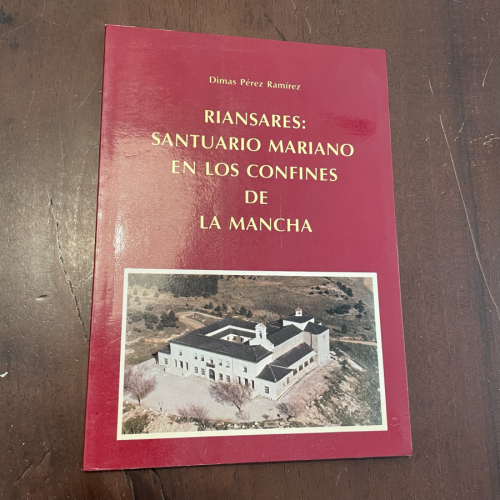 Dimas Pérez Ramírez
RIANSARES:
SANTUARIO MARIANO
EN LOS CONFINES
DE
LA MANCHA